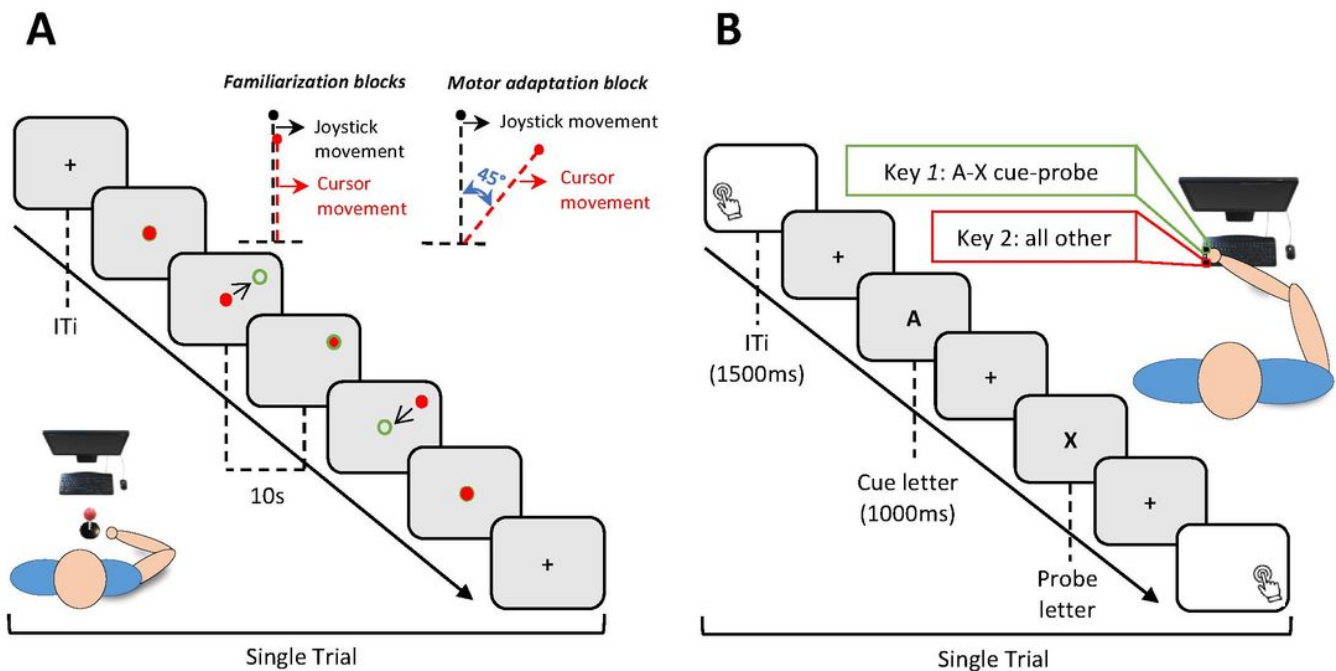 A
Familiarization blocks
Joystick
movement
Cursor
movement
Motor adaptation block
Joystick movement
45°
Cursor
movement
+
ITi
10s
+
Single Trial
B
Key 1: A-X cue-probe
Key 2: all other
+
ITi
(1500ms)
A
+
Cue letter
(1000ms)
X
+
Probe
letter
Single Trial